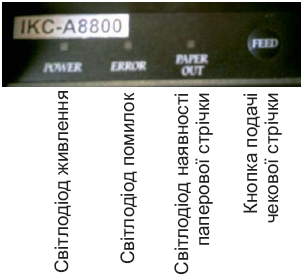 IKC-A8800
POWER
ERROR
PAPER
OUT
FEED
Світлодіод живлення
Світлодіод помилок
Світлодіод наявності
паперової стрічки
Кнопка подачі
чекової стрічки